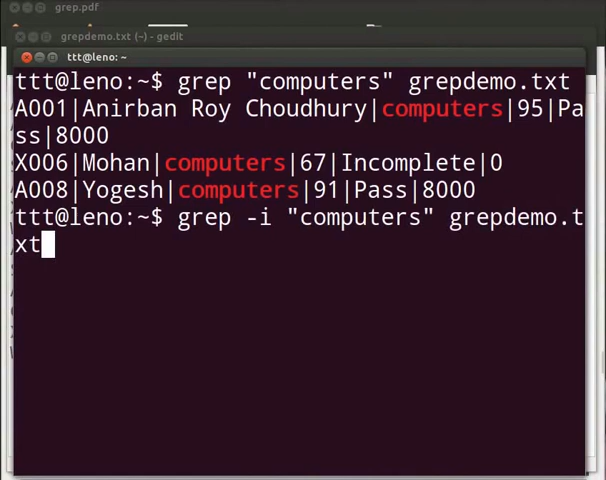 grep.pdf
grepdemo.txt (~) - gedit
ttt@leno: ~
ttt@leno:~$ grep "computers" grepdemo.txt
A001|Anirban Roy Choudhury|computers|95|Pa
ss|8000
X006|Mohan|computers|67|Incomplete|0
A008|Yogesh|computers|91|Pass|8000
ttt@leno:~$ grep -i "computers" grepdemo.t
xt